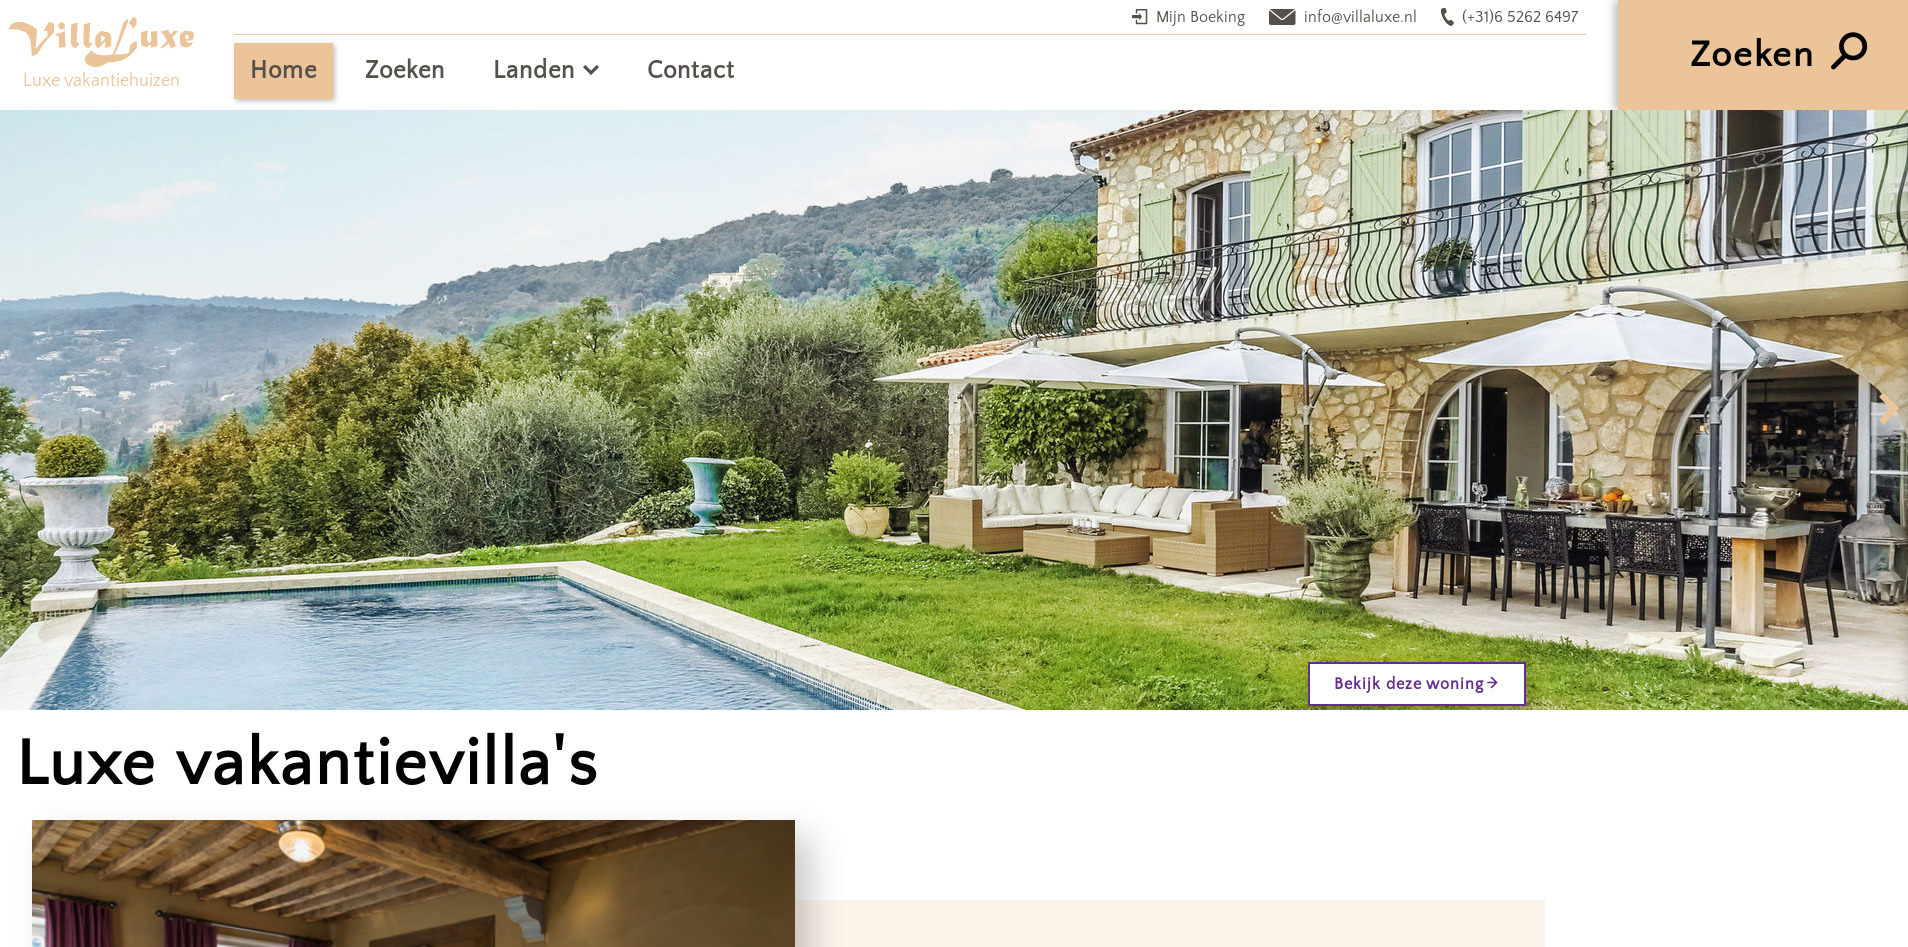 VillaLuxe
Luxe vakantiehuizen
Mijn Boeking
info@villaluxe.nl
(+31)6 5262 6497
Home
Zoeken
Landen
Contact
Zoeken
Bekijk deze woning
Luxe vakantievilla's